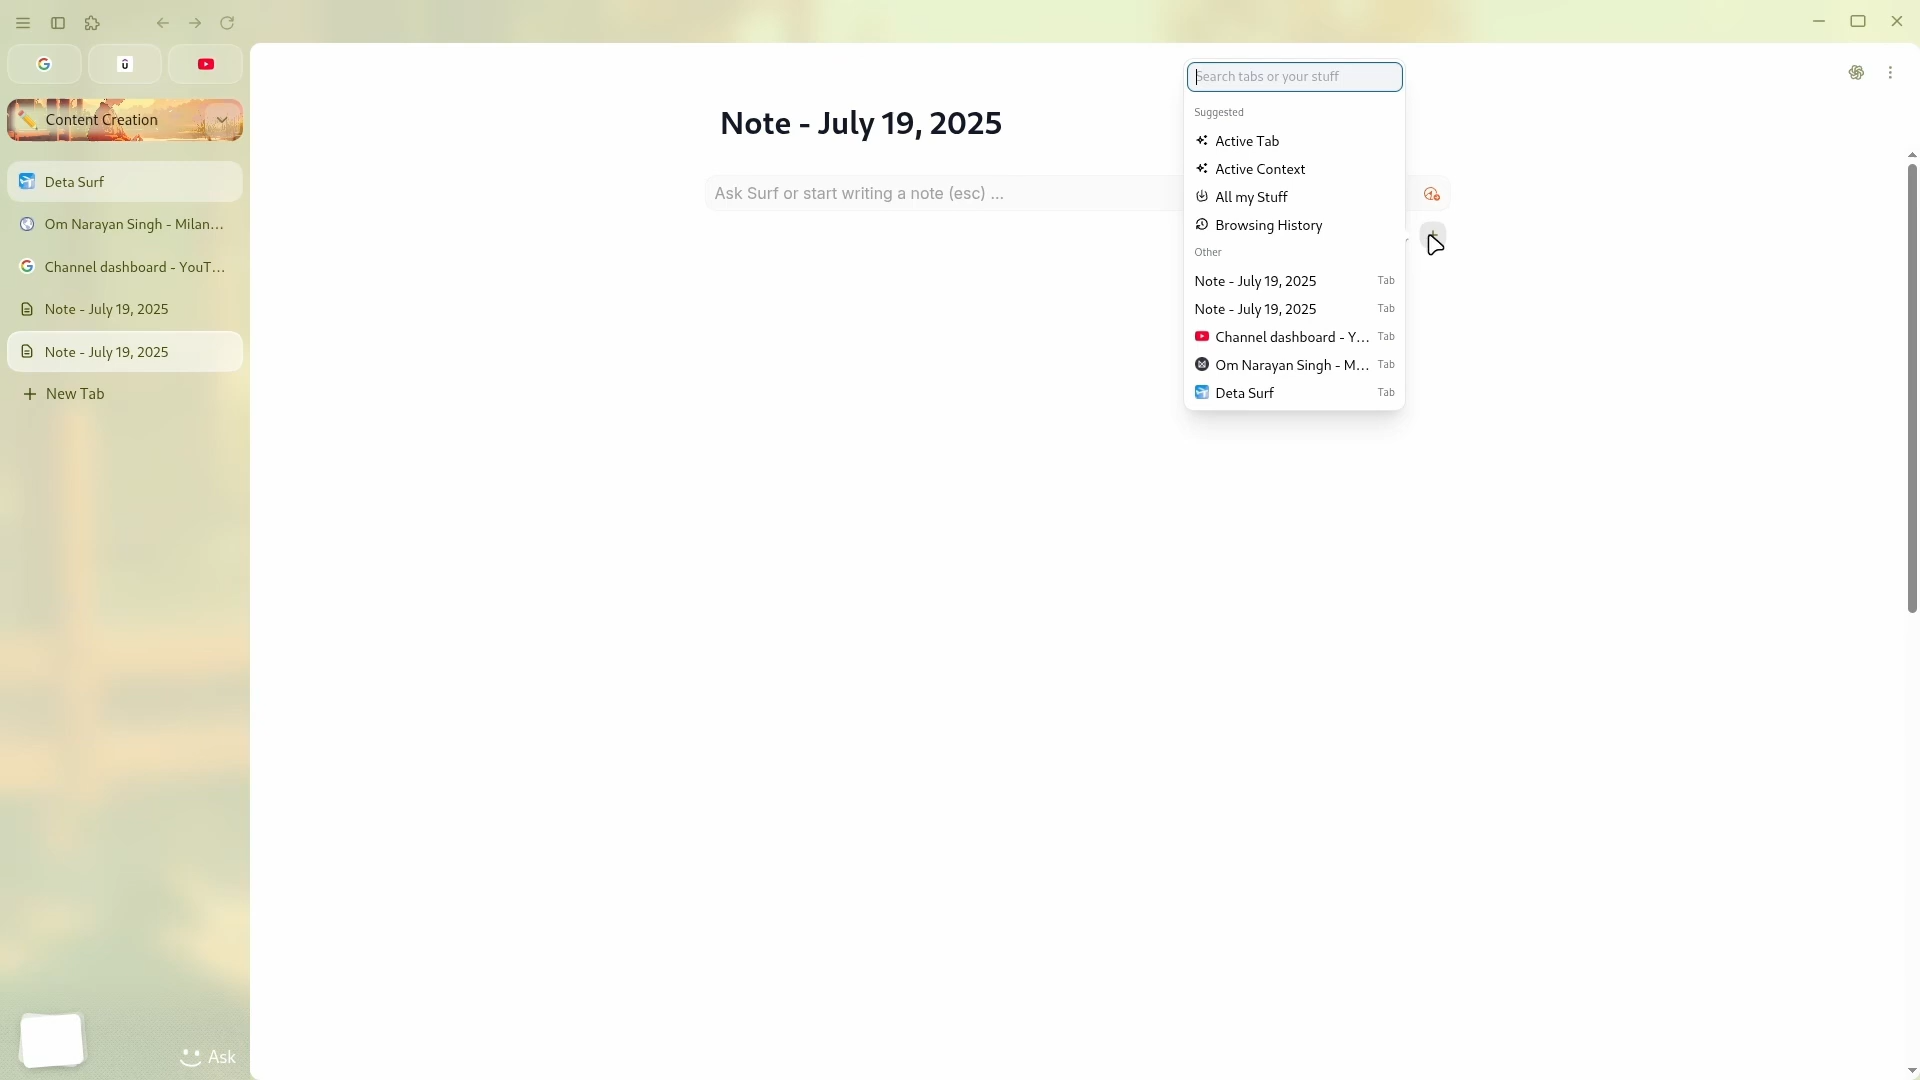 Content Creation
Deta Surf
Om Narayan Singh - Milan...
Channel dashboard - YouT...
Note - July 19, 2025
Note - July 19, 2025
New Tab
Ask
Note - July 19, 2025
Ask Surf or start writing a note (esc) ...
Search tabs or your stuff
Suggested
Active Tab
Active Context
All my Stuff
Browsing History
Other
Note - July 19, 2025 Tab
Note - July 19, 2025 Tab
Channel dashboard - Y... Tab
Om Narayan Singh - M... Tab
Deta Surf Tab